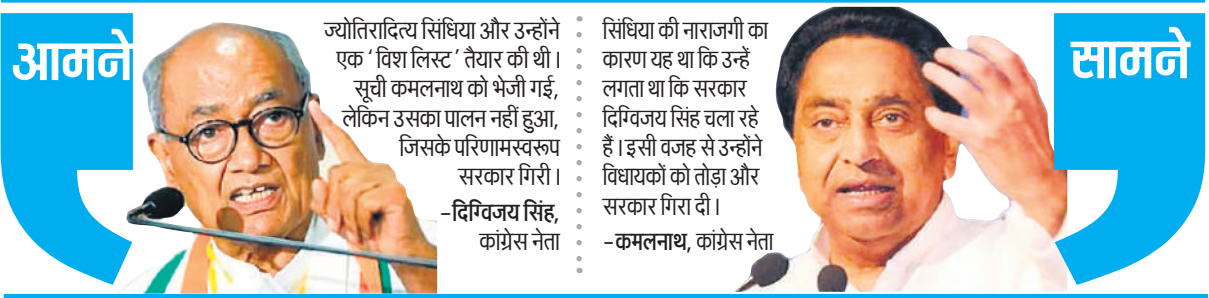 आमने
ज्योतिरादित्य सिंधिया और उन्होंने
एक ‘ विश लिस्ट ’ तैयार की थी ।
सूची कमलनाथ को भेजी गई,
लेकिन उसका पालन नहीं हुआ,
जिसके परिणामस्वरूप
सरकार गिरी ।
–दिग्विजय सिंह,
कांग्रेस नेता
सिंधिया की नाराजगी का
कारण यह था कि उन्हें
लगता था कि सरकार
दिग्विजय सिंह चला रहे
हैं । इसी वजह से उन्होंने
विधायकों को तोड़ा और
सरकार गिरा दी ।
–कमलनाथ, कांग्रेस नेता
सामने